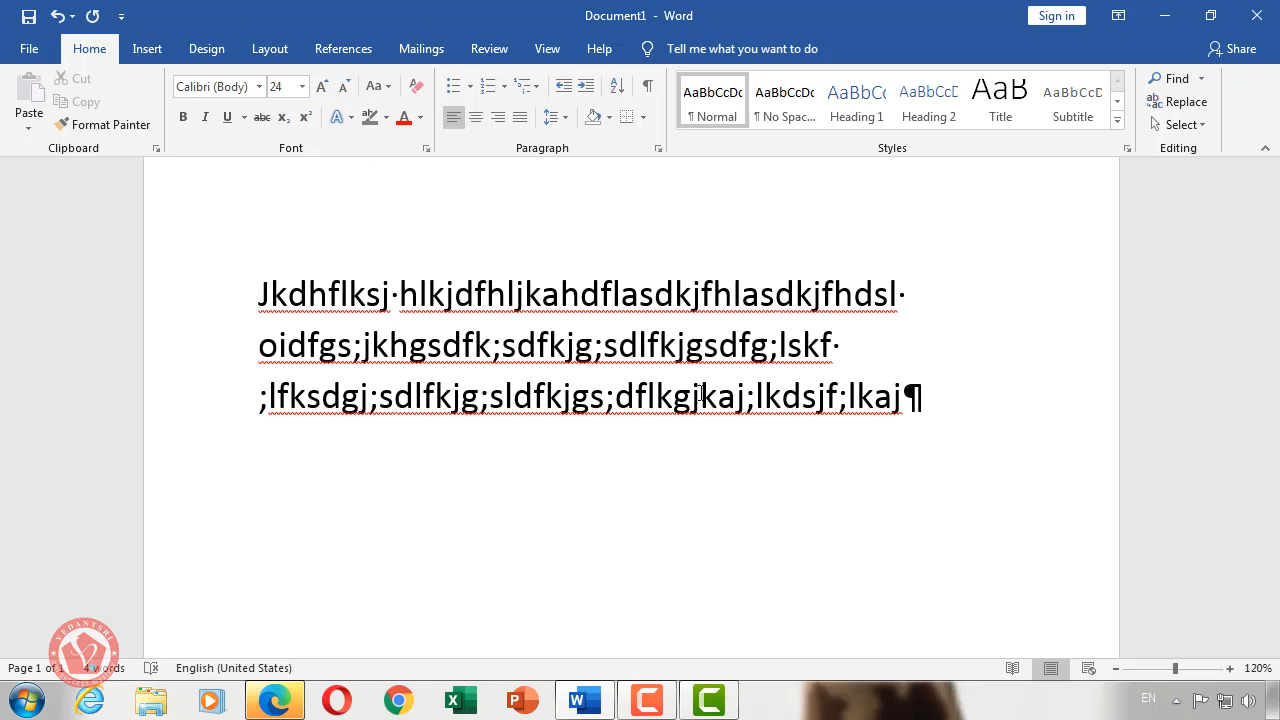 Document1 - Word
Sign in
File Home Insert Design Layout References Mailings Review View Help Tell me what you want to do Share
Paste
Cut
Copy
Format Painter
Clipboard
Calibri (Body) 24
Font
Paragraph
AaBbCcDc AaBbCcDc AaBbCc AaBbCcD AaB AaBbCcD
¶ Normal ¶ No Spac... Heading 1 Heading 2 Title Subtitle
Styles
Find
Replace
Select
Editing
Jkdhflksj·hlkjdfhljkahdflasdkjfhlasdkjfhdsl·
oidfgs;jkhgsdfk;sdfkjg;sdlfkjgsdfg;lskf·
;lfksdgj;sdlfkjg;sldfkjgs;dflkgjkaj;lkdsjf;lkaj¶
VEDANTSRI
Page 1 of 1 4 words English (United States) 120%
EN